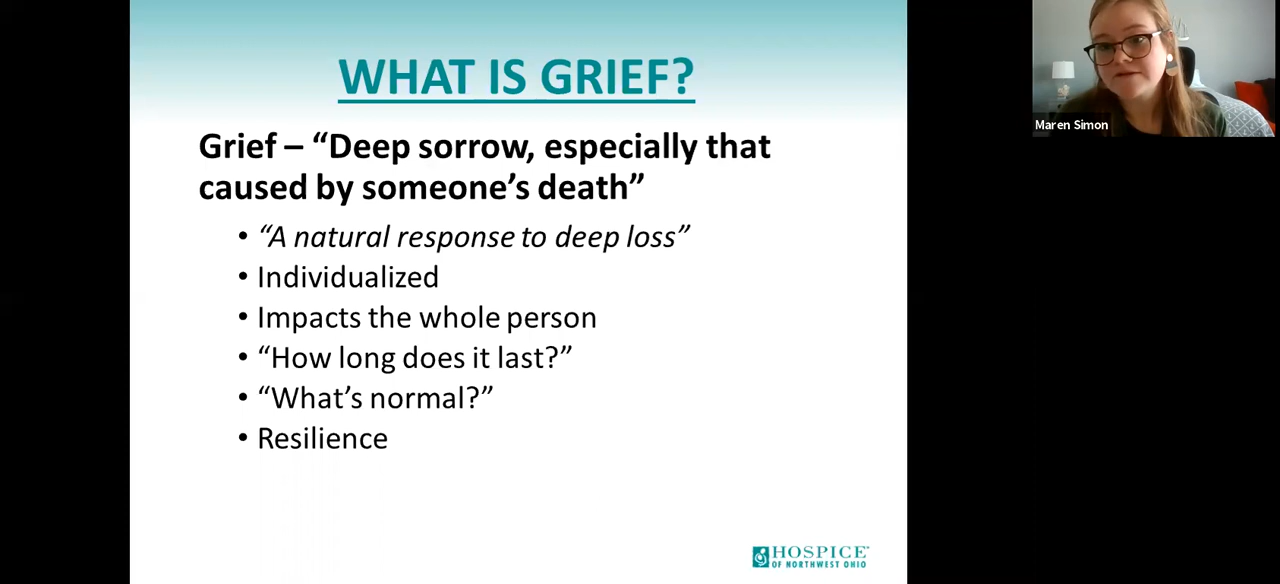 WHAT IS GRIEF?
Grief – “Deep sorrow, especially that
caused by someone’s death”
• “A natural response to deep loss”
• Individualized
• Impacts the whole person
• “How long does it last?”
• “What’s normal?”
• Resilience
HOSPICE™
OF NORTHWEST OHIO
Maren Simon